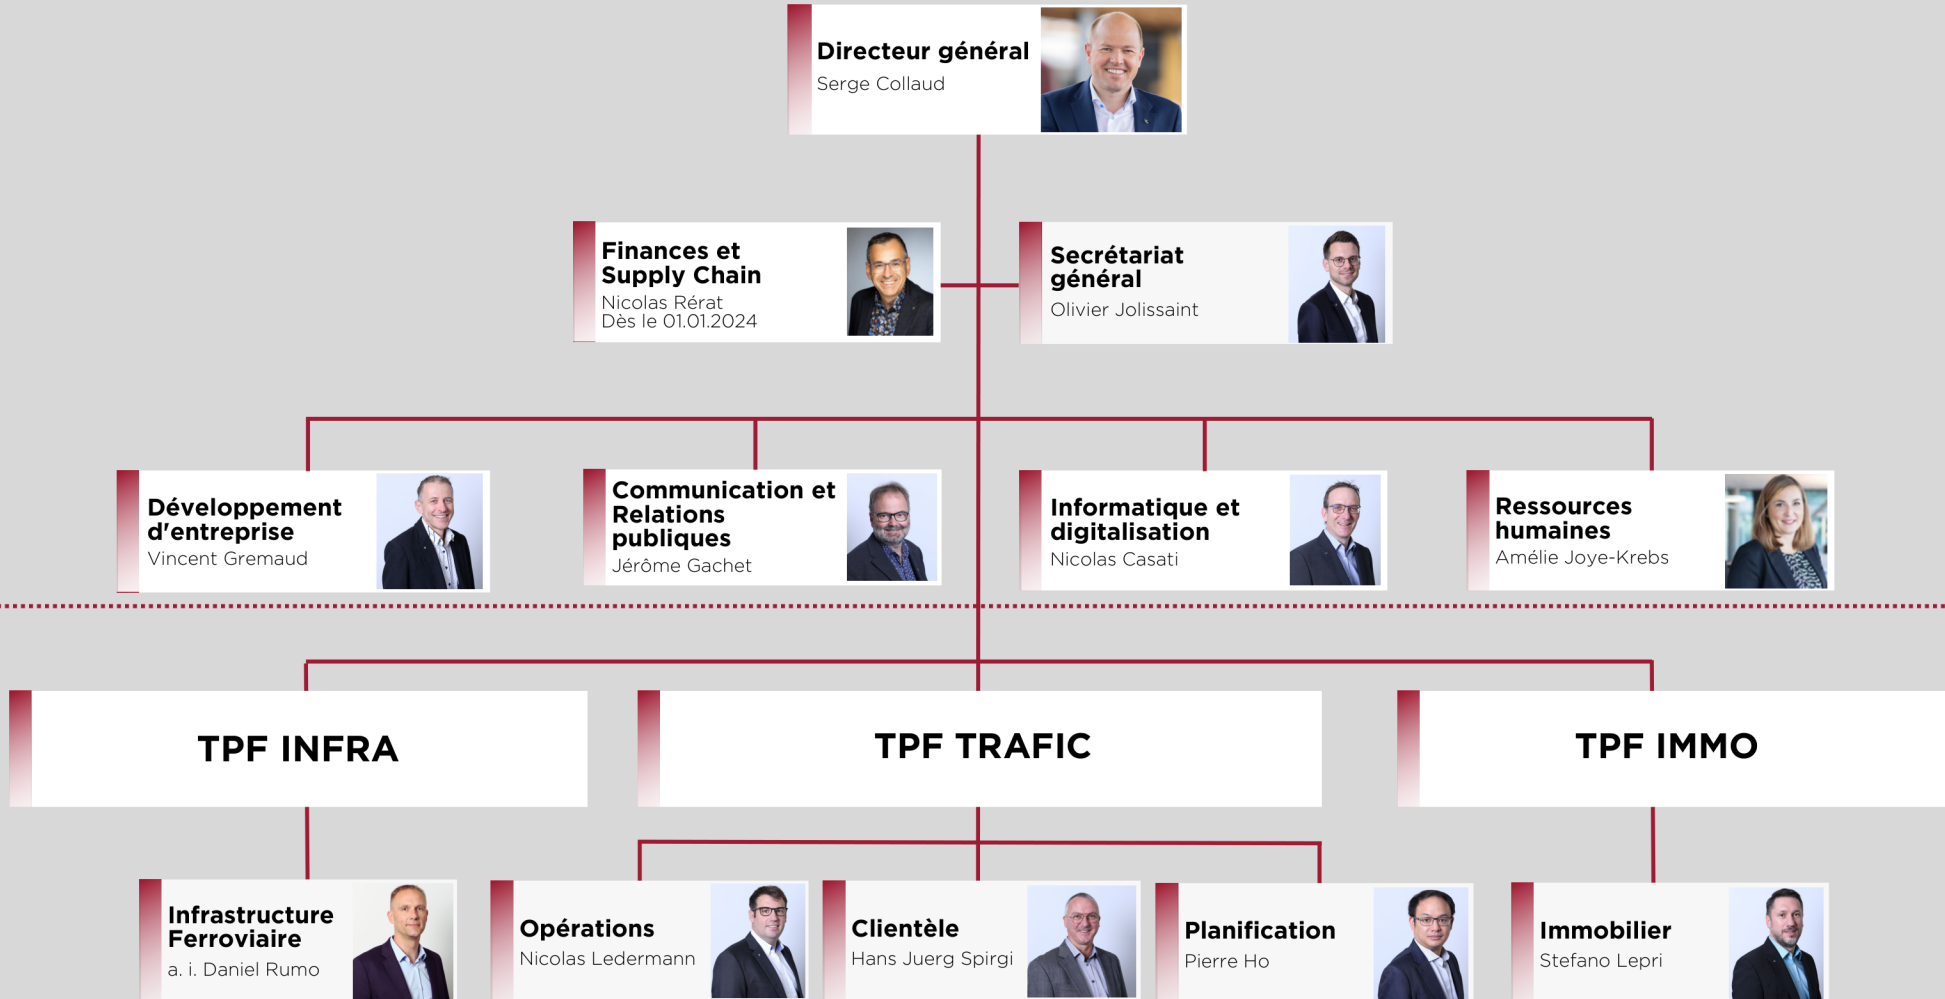 Directeur général
Serge Collaud
Finances et
Supply Chain
Nicolas Rérat
Dès le 01.01.2024
Secrétariat
général
Olivier Jolissaint
Développement
d'entreprise
Vincent Gremaud
Communication et
Relations
publiques
Jérôme Gachet
Informatique et
digitalisation
Nicolas Casati
Ressources
humaines
Amélie Joye-Krebs
TPF INFRA
TPF TRAFIC
TPF IMMO
Infrastructure
Ferroviaire
a. i. Daniel Rumo
Opérations
Nicolas Ledermann
Clientèle
Hans Juerg Spirgi
Planification
Pierre Ho
Immobilier
Stefano Lepri